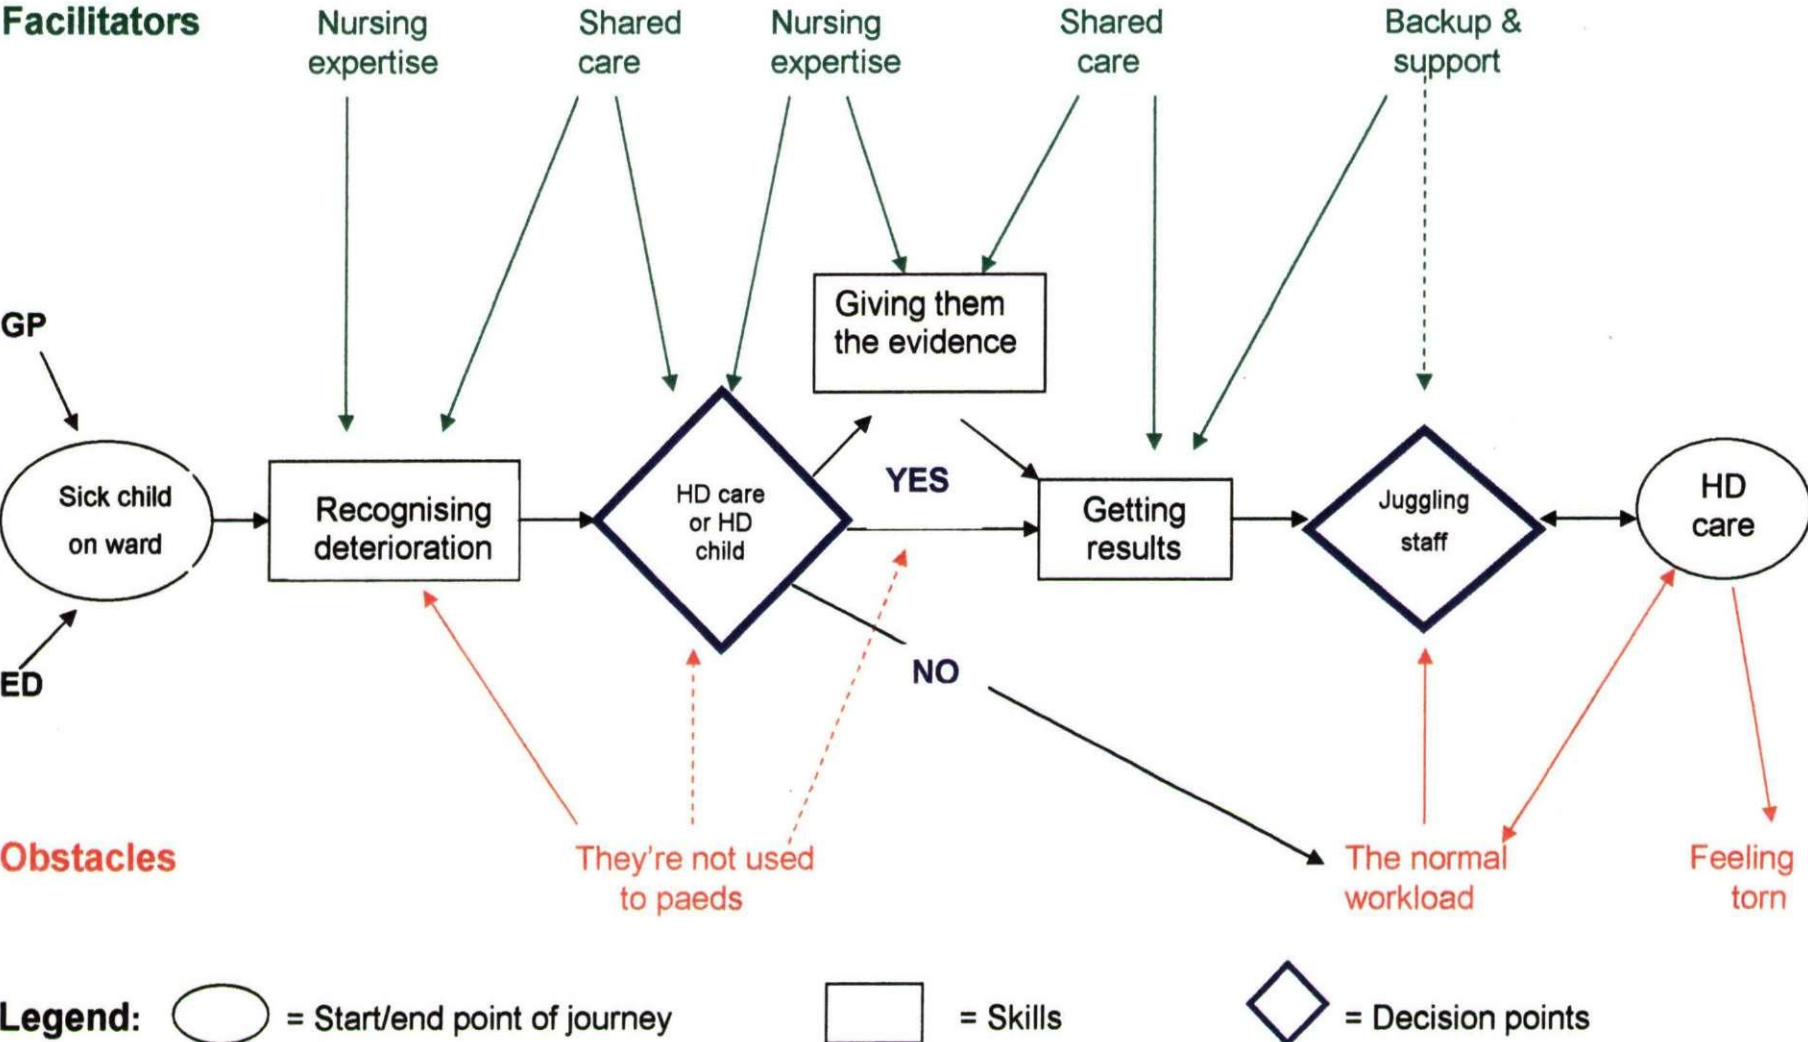 Facilitators
Nursing
expertise
Shared
care
Nursing
expertise
Shared
care
Backup &
support
GP
Giving them
the evidence
Sick child
on ward
Recognising
deterioration
HD care
or HD
child
YES
Getting
results
Juggling
staff
HD
care
NO
ED
Obstacles
They're not used
to paeds
The normal
workload
Feeling
torn
Legend:
= Start/end point of journey
= Skills
= Decision points